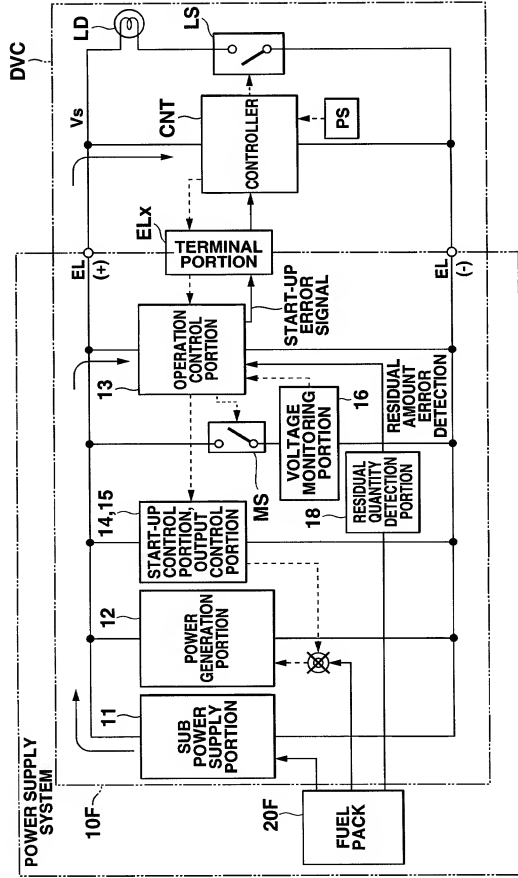 POWER SUPPLY
SYSTEM
DVC
10F
20F
FUEL
PACK
11
SUB
POWER
SUPPLY
PORTION
12
POWER
GENERATION
PORTION
14,15
START-UP
CONTROL
PORTION,
OUTPUT
CONTROL
PORTION
MS
13
OPERATION
CONTROL
PORTION
VOLTAGE
MONITORING
PORTION
16
18
RESIDUAL
QUANTITY
DETECTION
PORTION
RESIDUAL
AMOUNT
ERROR
DETECTION
START-UP
ERROR
SIGNAL
EL
(+)
EL
(-)
ELx
TERMINAL
PORTION
CNT
CONTROLLER
PS
Vs
LD
LS